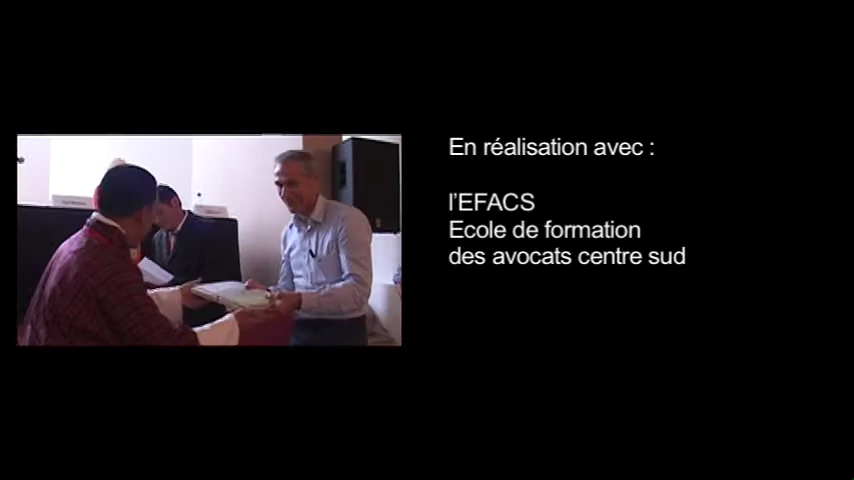 En réalisation avec :
l'EFACS
Ecole de formation
des avocats centre sud